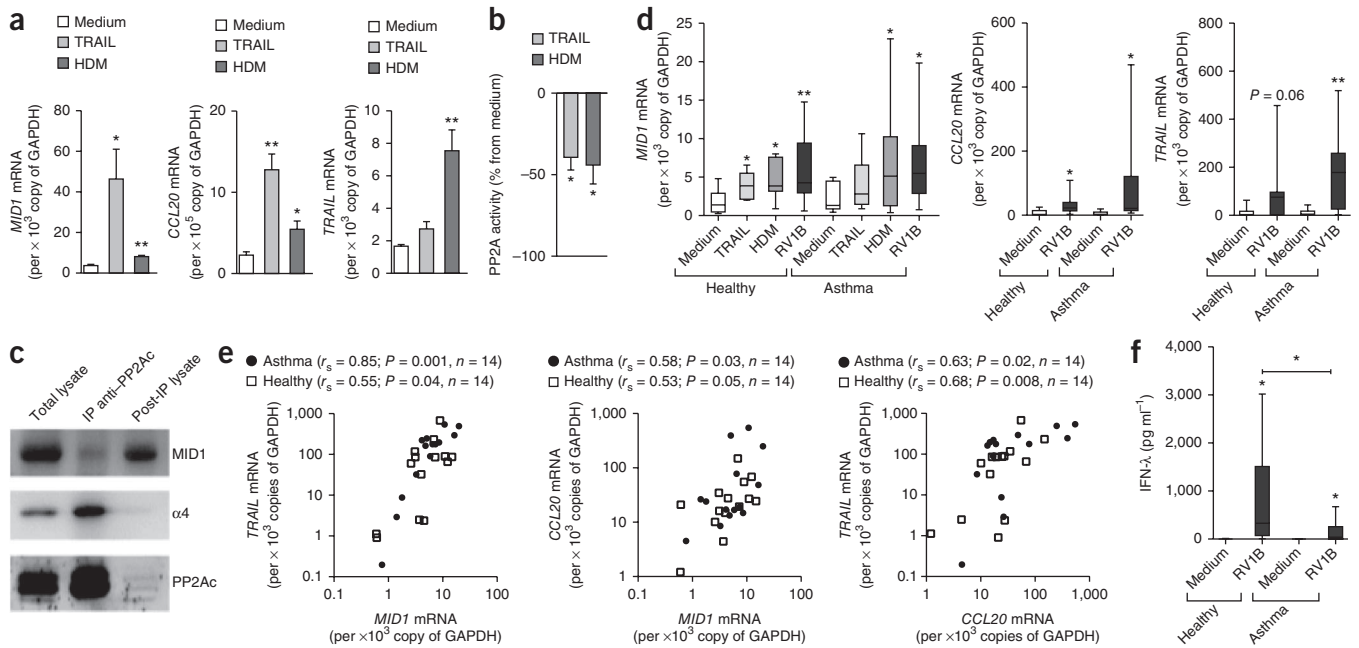 a
Medium
TRAIL
HDM
MID1 mRNA
(per × 10³ copy of GAPDH)
80
60
40
20
0
*
**
Medium
TRAIL
HDM
CCL20 mRNA
(per × 10⁵ copy of GAPDH)
20
10
0
**
*
Medium
TRAIL
HDM
TRAIL mRNA
(per × 10³ copy of GAPDH)
10
8
6
4
2
0
**
b
TRAIL
HDM
PP2A activity (% from medium)
0
−50
−100
*
*
d
MID1 mRNA
(per × 10³ copy of GAPDH)
25
20
15
10
5
0
*
*
**
*
*
Medium
TRAIL
HDM
RV1B
Medium
TRAIL
HDM
RV1B
Healthy
Asthma
CCL20 mRNA
(per × 10³ copy of GAPDH)
600
400
200
0
*
*
Medium
RV1B
Medium
RV1B
Healthy
Asthma
TRAIL mRNA
(per × 10³ copy of GAPDH)
800
600
400
200
0
P = 0.06
**
Medium
RV1B
Medium
RV1B
Healthy
Asthma
c
Total lysate
IP anti–PP2Ac
Post-IP lysate
MID1
α4
PP2Ac
e
Asthma (rs = 0.85; P = 0.001, n = 14)
Healthy (rs = 0.55; P = 0.04, n = 14)
TRAIL mRNA
(per × 10³ copies of GAPDH)
1,000
100
10
1
0.1
0.1
1
10
100
MID1 mRNA
(per ×10³ copy of GAPDH)
Asthma (rs = 0.58; P = 0.03, n = 14)
Healthy (rs = 0.53; P = 0.05, n = 14)
CCL20 mRNA
(per × 10³ copies of GAPDH)
1,000
100
10
1
0.1
1
10
100
MID1 mRNA
(per ×10³ copy of GAPDH)
Asthma (rs = 0.63; P = 0.02, n = 14)
Healthy (rs = 0.68; P = 0.008, n = 14)
TRAIL mRNA
(per × 10³ copies of GAPDH)
1,000
100
10
1
0.1
1
10
100
1,000
CCL20 mRNA
(per ×10³ copies of GAPDH)
f
IFN-λ (pg ml⁻¹)
4,000
3,000
2,000
1,000
0
*
*
*
Medium
RV1B
Medium
RV1B
Healthy
Asthma